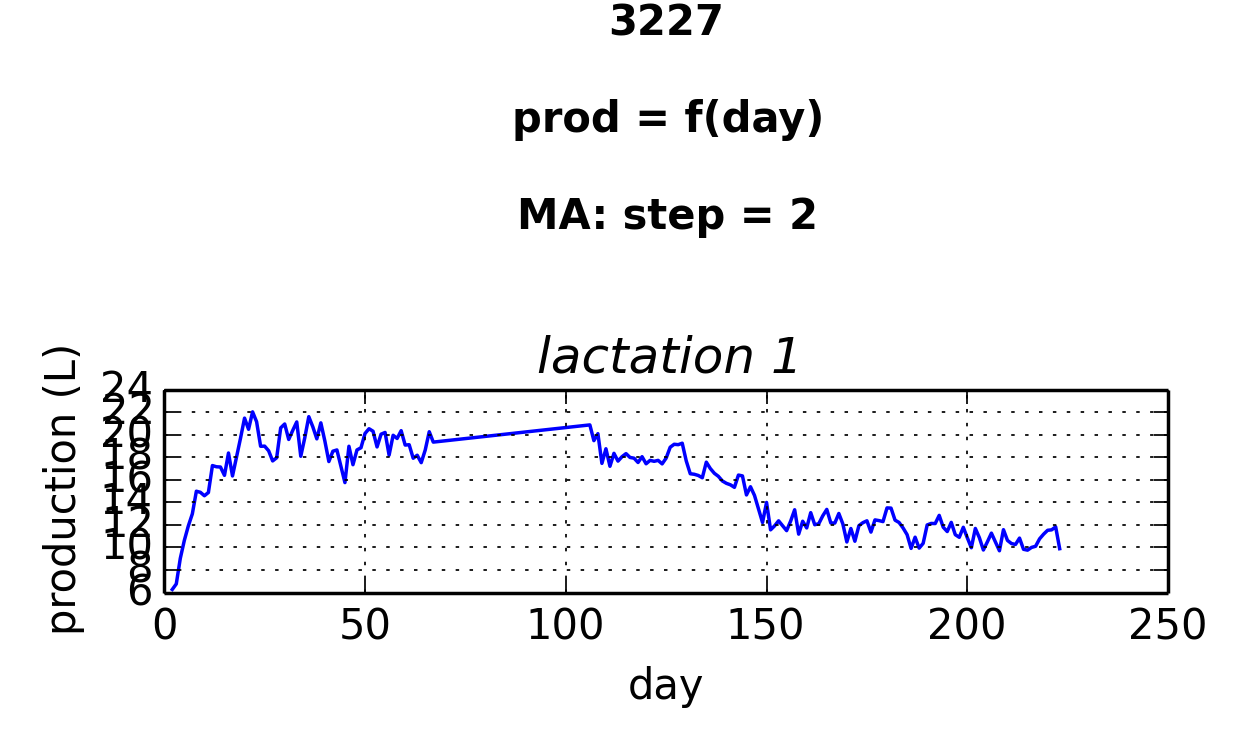 3227
prod = f(day)
MA: step = 2
lactation 1
production (L)
24
22
20
18
16
14
12
10
8
6
0 50 100 150 200 250
day